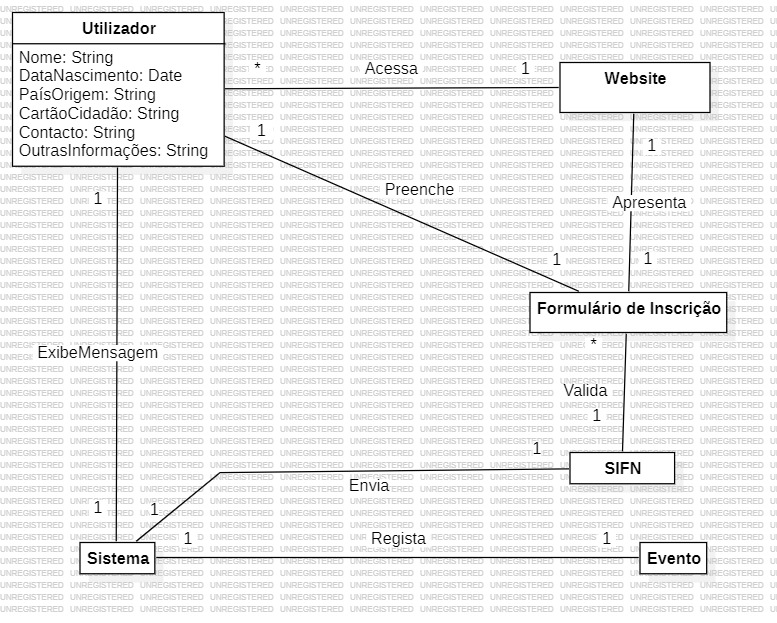 Utilizador
Nome: String
DataNascimento: Date
PaísOrigem: String
CartãoCidadão: String
Contacto: String
OutrasInformações: String
* Acessa 1
Website
1
Preenche
1
1
Apresenta
1
Formulário de Inscrição
1
ExibeMensagem
1
*
Valida
1
SIFN
1
Envia
1
Sistema
1 Regista 1
Evento
UNREGISTERED